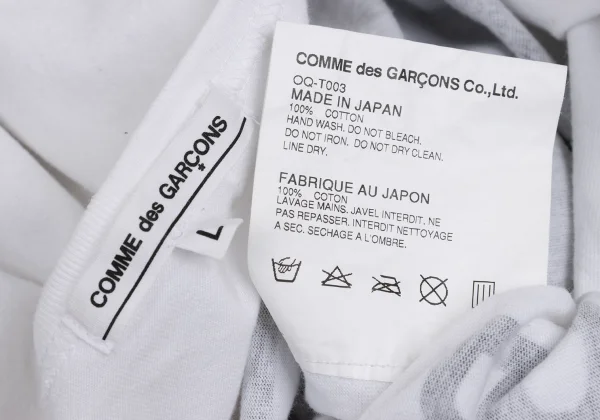 COMME des GARÇONS
*
L
COMME des GARÇONS Co.,Ltd.
OQ-T003
MADE IN JAPAN
100% COTTON
HAND WASH. DO NOT BLEACH.
DO NOT IRON. DO NOT DRY CLEAN.
LINE DRY.
FABRIQUE AU JAPON
100% COTON
LAVAGE MAINS. JAVEL INTERDIT. NE
PAS REPASSER. INTERDIT NETTOYAGE
A SEC. SECHAGE A L'OMBRE.